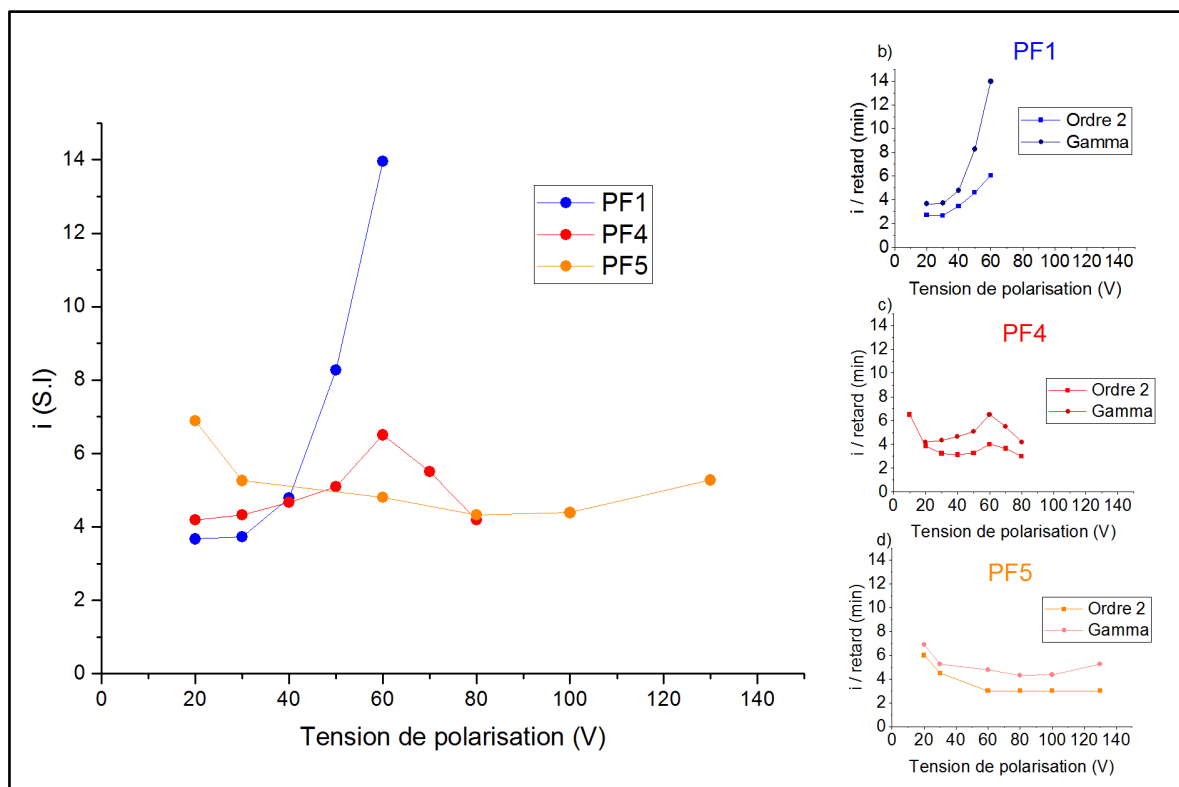 i (S.I)
14
12
10
8
6
4
2
0
0 20 40 60 80 100 120 140
Tension de polarisation (V)
PF1
PF4
PF5
b)
PF1
i / retard (min)
14
12
10
8
6
4
2
0
0 20 40 60 80 100 120 140
Tension de polarisation (V)
Ordre 2
Gamma
c)
PF4
i / retard (min)
14
12
10
8
6
4
2
0
0 20 40 60 80 100 120 140
Tension de polarisation (V)
Ordre 2
Gamma
d)
PF5
i / retard (min)
14
12
10
8
6
4
2
0
0 20 40 60 80 100 120 140
Tension de polarisation (V)
Ordre 2
Gamma